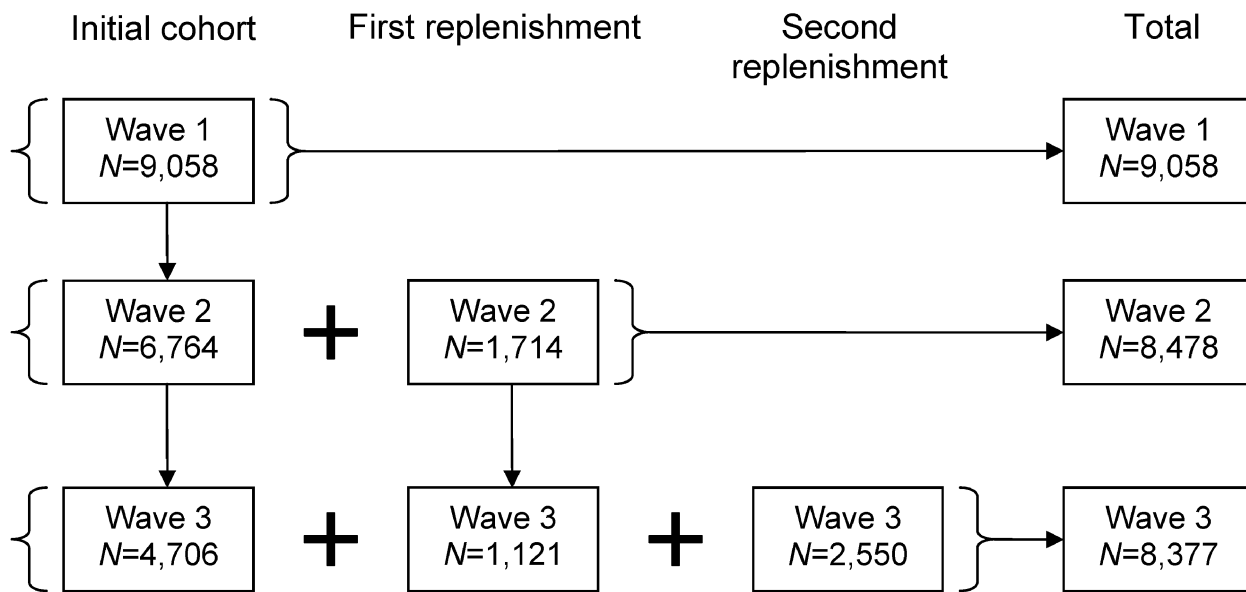 Initial cohort
First replenishment
Second
replenishment
Total
Wave 1
N=9,058
Wave 1
N=9,058
Wave 2
N=6,764
+
Wave 2
N=1,714
Wave 2
N=8,478
Wave 3
N=4,706
+
Wave 3
N=1,121
+
Wave 3
N=2,550
Wave 3
N=8,377